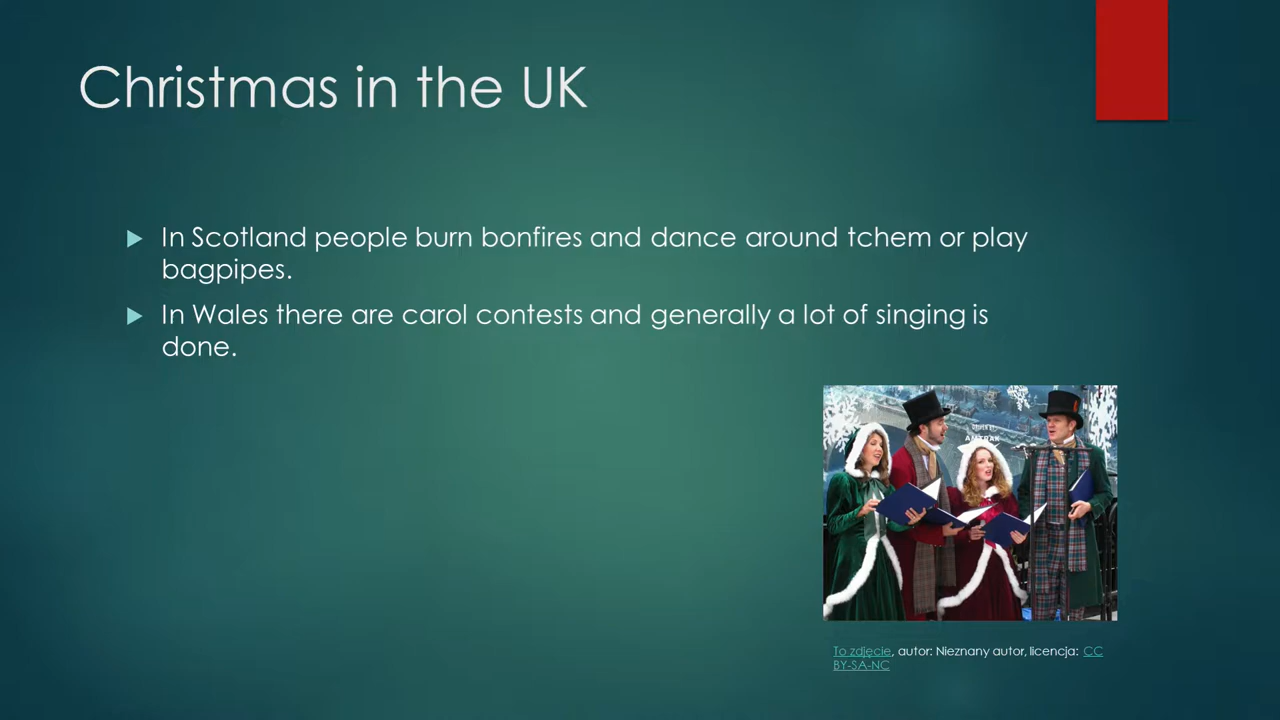 Christmas in the UK
In Scotland people burn bonfires and dance around tchem or play
bagpipes.
In Wales there are carol contests and generally a lot of singing is
done.
AMTRAK
To zdjęcie, autor: Nieznany autor, licencja: CC
BY-SA-NC